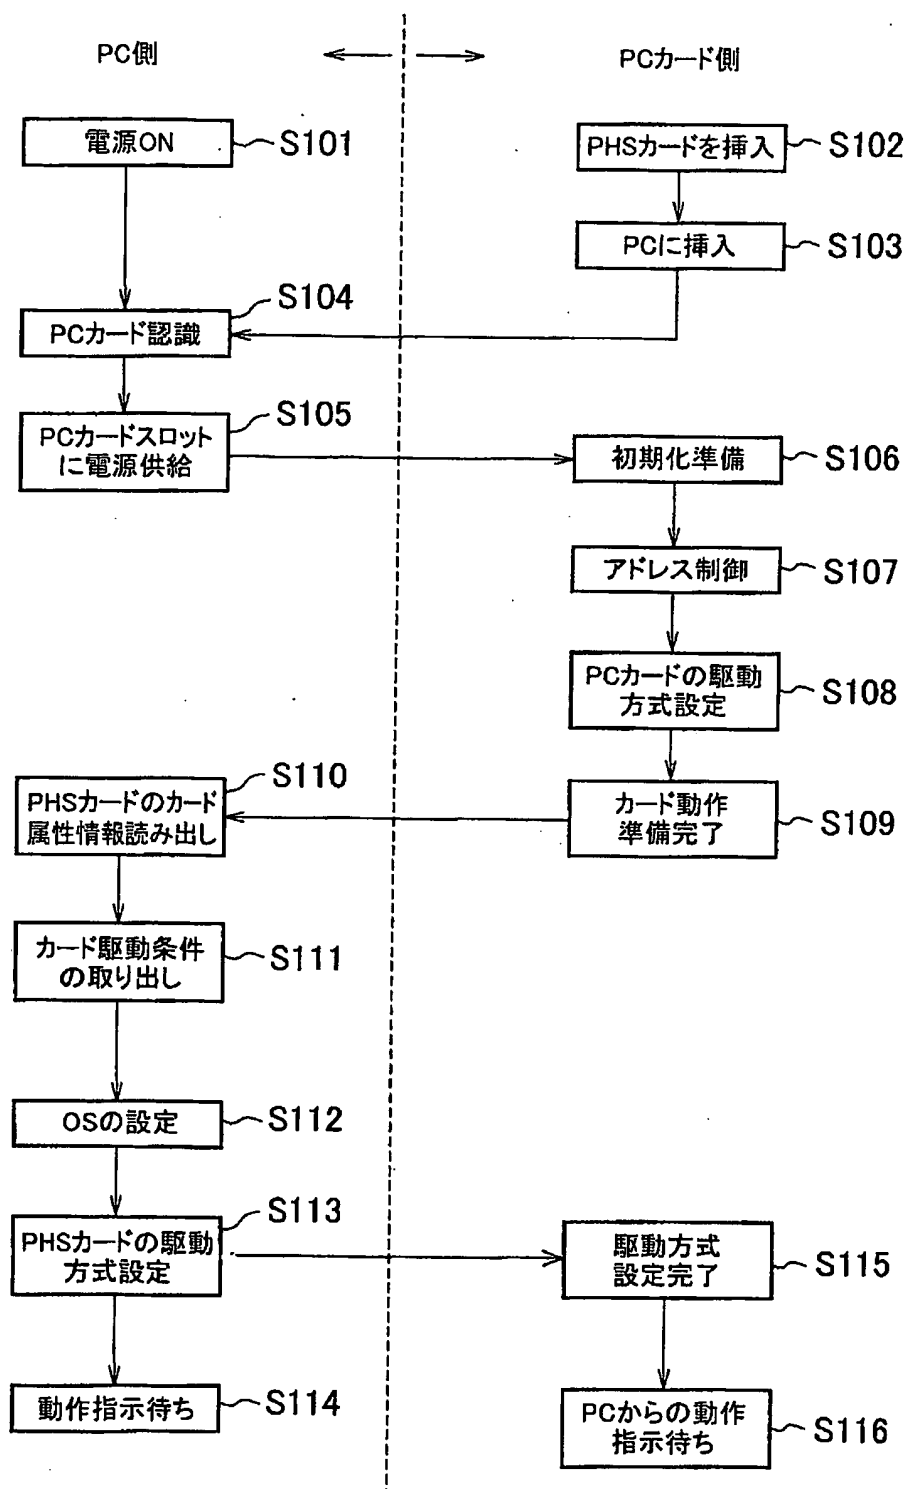 PC側
PCカード側
電源ON
S101
PHSカードを挿入
S102
PCに挿入
S103
S104
PCカード認識
S105
PCカードスロット
に電源供給
初期化準備
S106
アドレス制御
S107
PCカードの駆動
方式設定
S108
S110
PHSカードのカード
属性情報読み出し
カード動作
準備完了
S109
カード駆動条件
の取り出し
S111
OSの設定
S112
S113
PHSカードの駆動
方式設定
駆動方式
設定完了
S115
動作指示待ち
S114
PCからの動作
指示待ち
S116